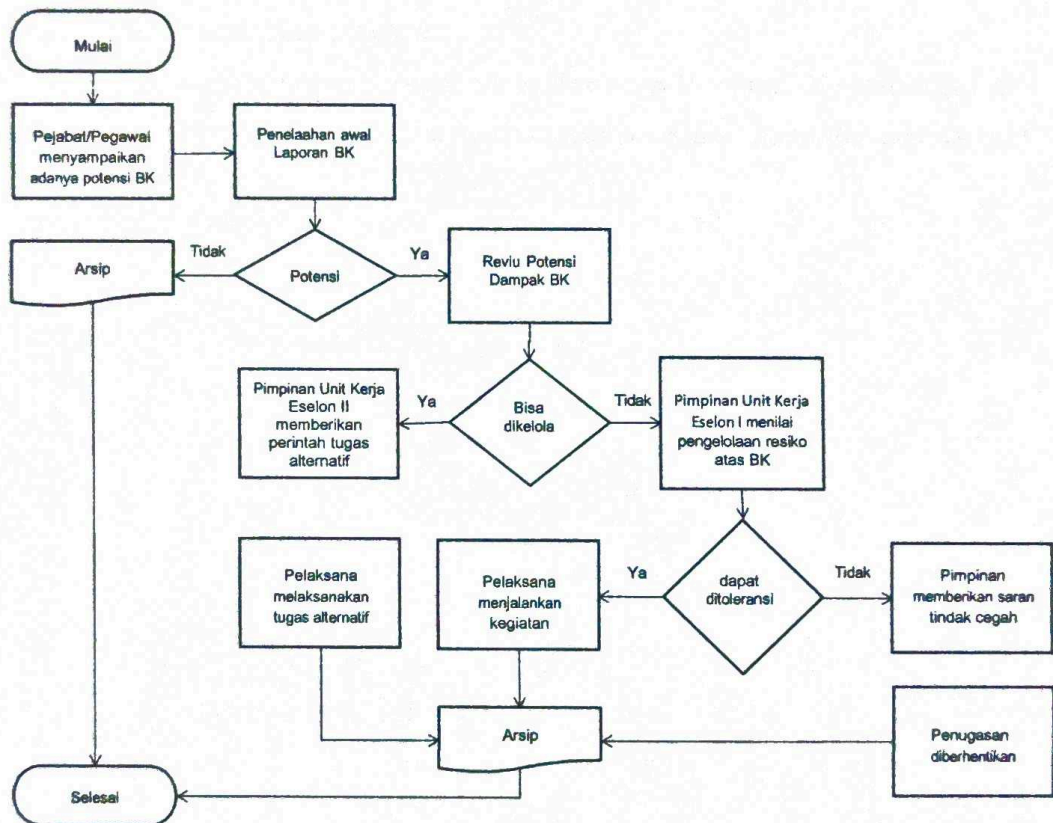 Mulai
Pejabat/Pegawai
menyampaikan
adanya potensi BK
Penelaahan awal
Laporan BK
Arsip
Tidak
Potensi
Ya
Reviu Potensi
Dampak BK
Pimpinan Unit Kerja
Eselon II
memberikan
perintah tugas
alternatif
Ya
Bisa
dikelola
Tidak
Pimpinan Unit Kerja
Eselon I menilai
pengelolaan resiko
atas BK
Pelaksana
melaksanakan
tugas alternatif
Pelaksana
menjalankan
kegiatan
Ya
dapat
ditoleransi
Tidak
Pimpinan
memberikan saran
tindak cegah
Arsip
Penugasan
diberhentikan
Selesai